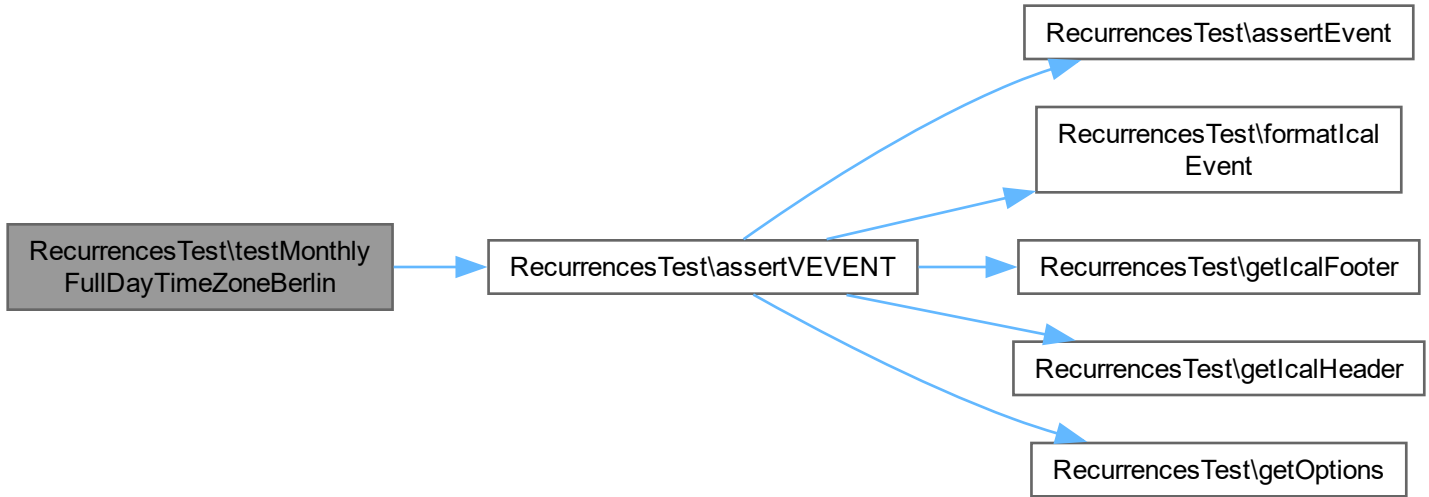 RecurrencesTest\testMonthly
FullDayTimeZoneBerlin
RecurrencesTest\assertVEVENT
RecurrencesTest\assertEvent
RecurrencesTest\formatIcal
Event
RecurrencesTest\getIcalFooter
RecurrencesTest\getIcalHeader
RecurrencesTest\getOptions